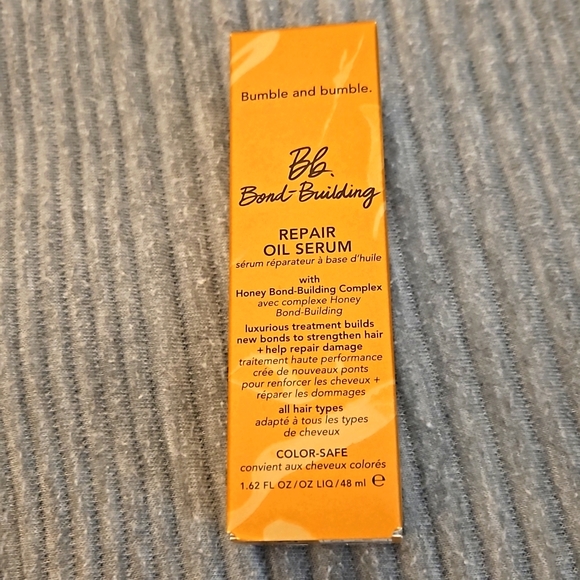 Bumble and bumble.
Bb.
Bond-Building
REPAIR
OIL SERUM
sérum réparateur à base d'huile
with
Honey Bond-Building Complex
avec complexe Honey
Bond-Building
luxurious treatment builds
new bonds to strengthen hair
+ help repair damage
traitement haute performance
crée de nouveaux ponts
pour renforcer les cheveux +
réparer les dommages
all hair types
adapté à tous les types
de cheveux
COLOR-SAFE
convient aux cheveux colorés
1.62 FL OZ/OZ LIQ/48 ml ℮